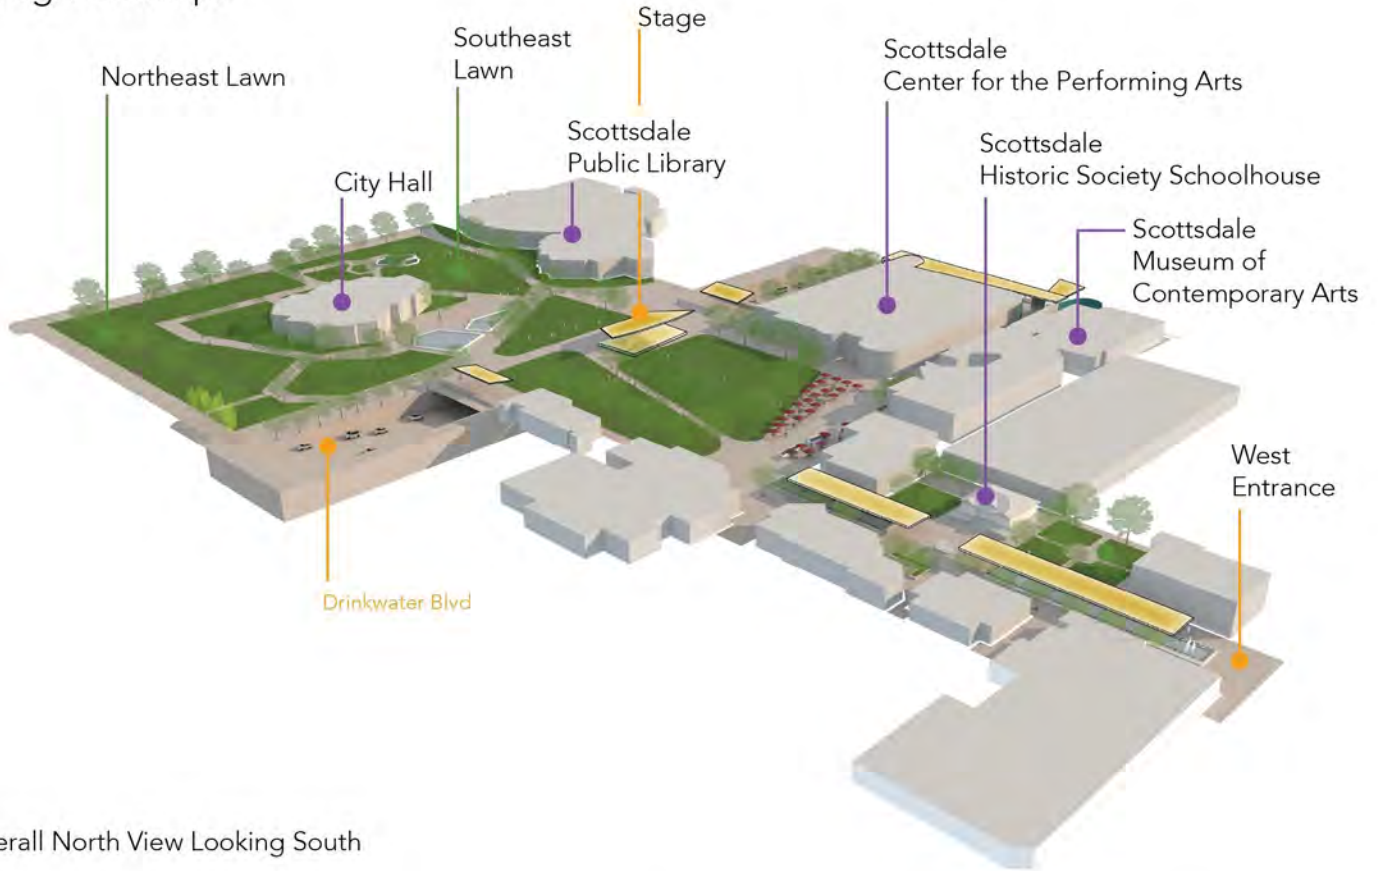 Stage
Southeast
Lawn
Scottsdale
Center for the Performing Arts
Northeast Lawn
Scottsdale
Public Library
Scottsdale
Historic Society Schoolhouse
City Hall
Scottsdale
Museum of
Contemporary Arts
West
Entrance
Drinkwater Blvd
erall North View Looking South